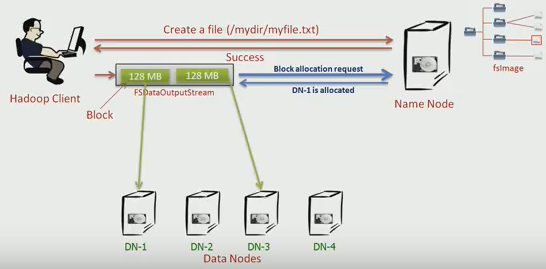 Create a file (/mydir/myfile.txt)
Success
fsImage
128 MB
128 MB
Block allocation request
FSDataOutputStream
DN-1 is allocated
Hadoop Client
Name Node
Block
DN-1
DN-2
DN-3
DN-4
Data Nodes